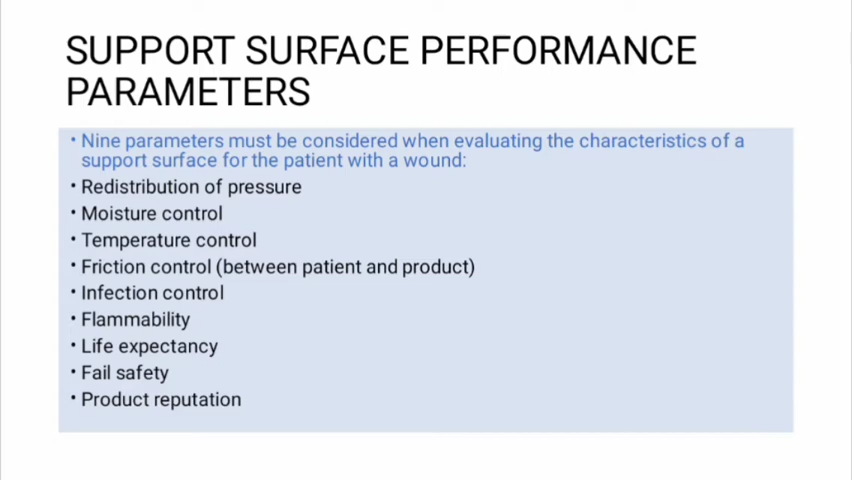 SUPPORT SURFACE PERFORMANCE
PARAMETERS
• Nine parameters must be considered when evaluating the characteristics of a
support surface for the patient with a wound:
• Redistribution of pressure
• Moisture control
• Temperature control
• Friction control (between patient and product)
• Infection control
• Flammability
• Life expectancy
• Fail safety
• Product reputation